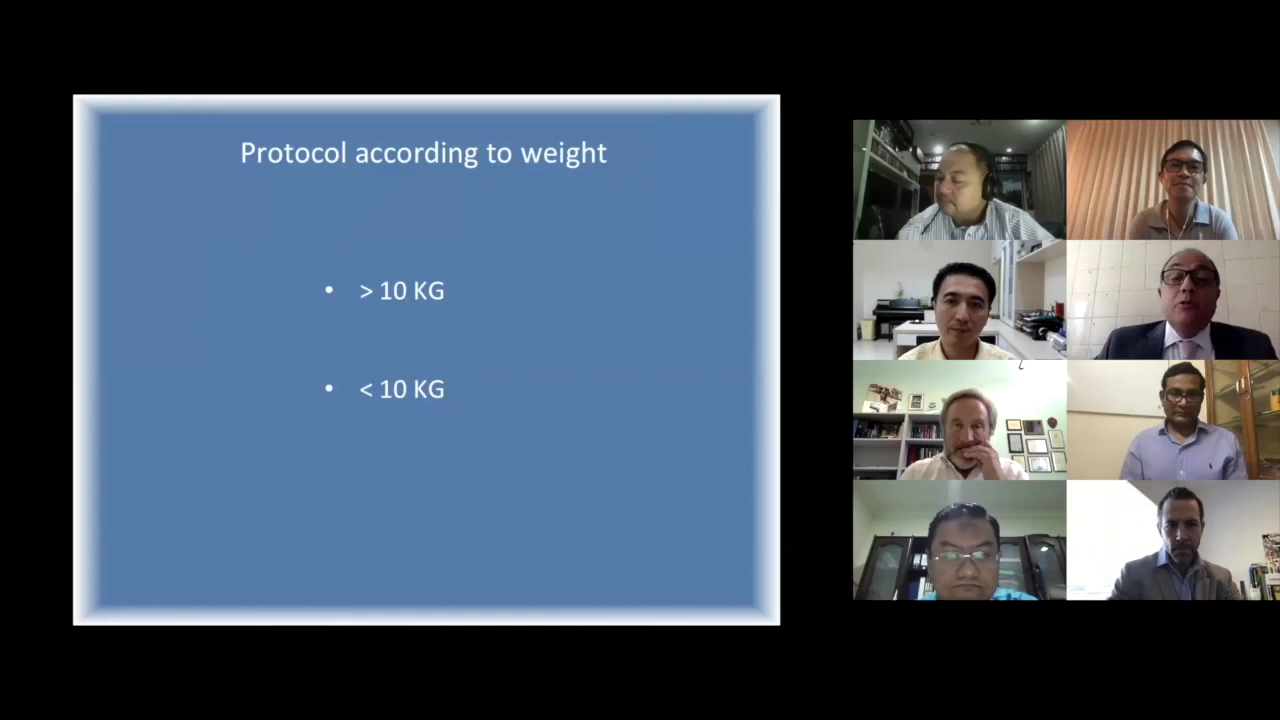 Protocol according to weight
• > 10 KG
• < 10 KG